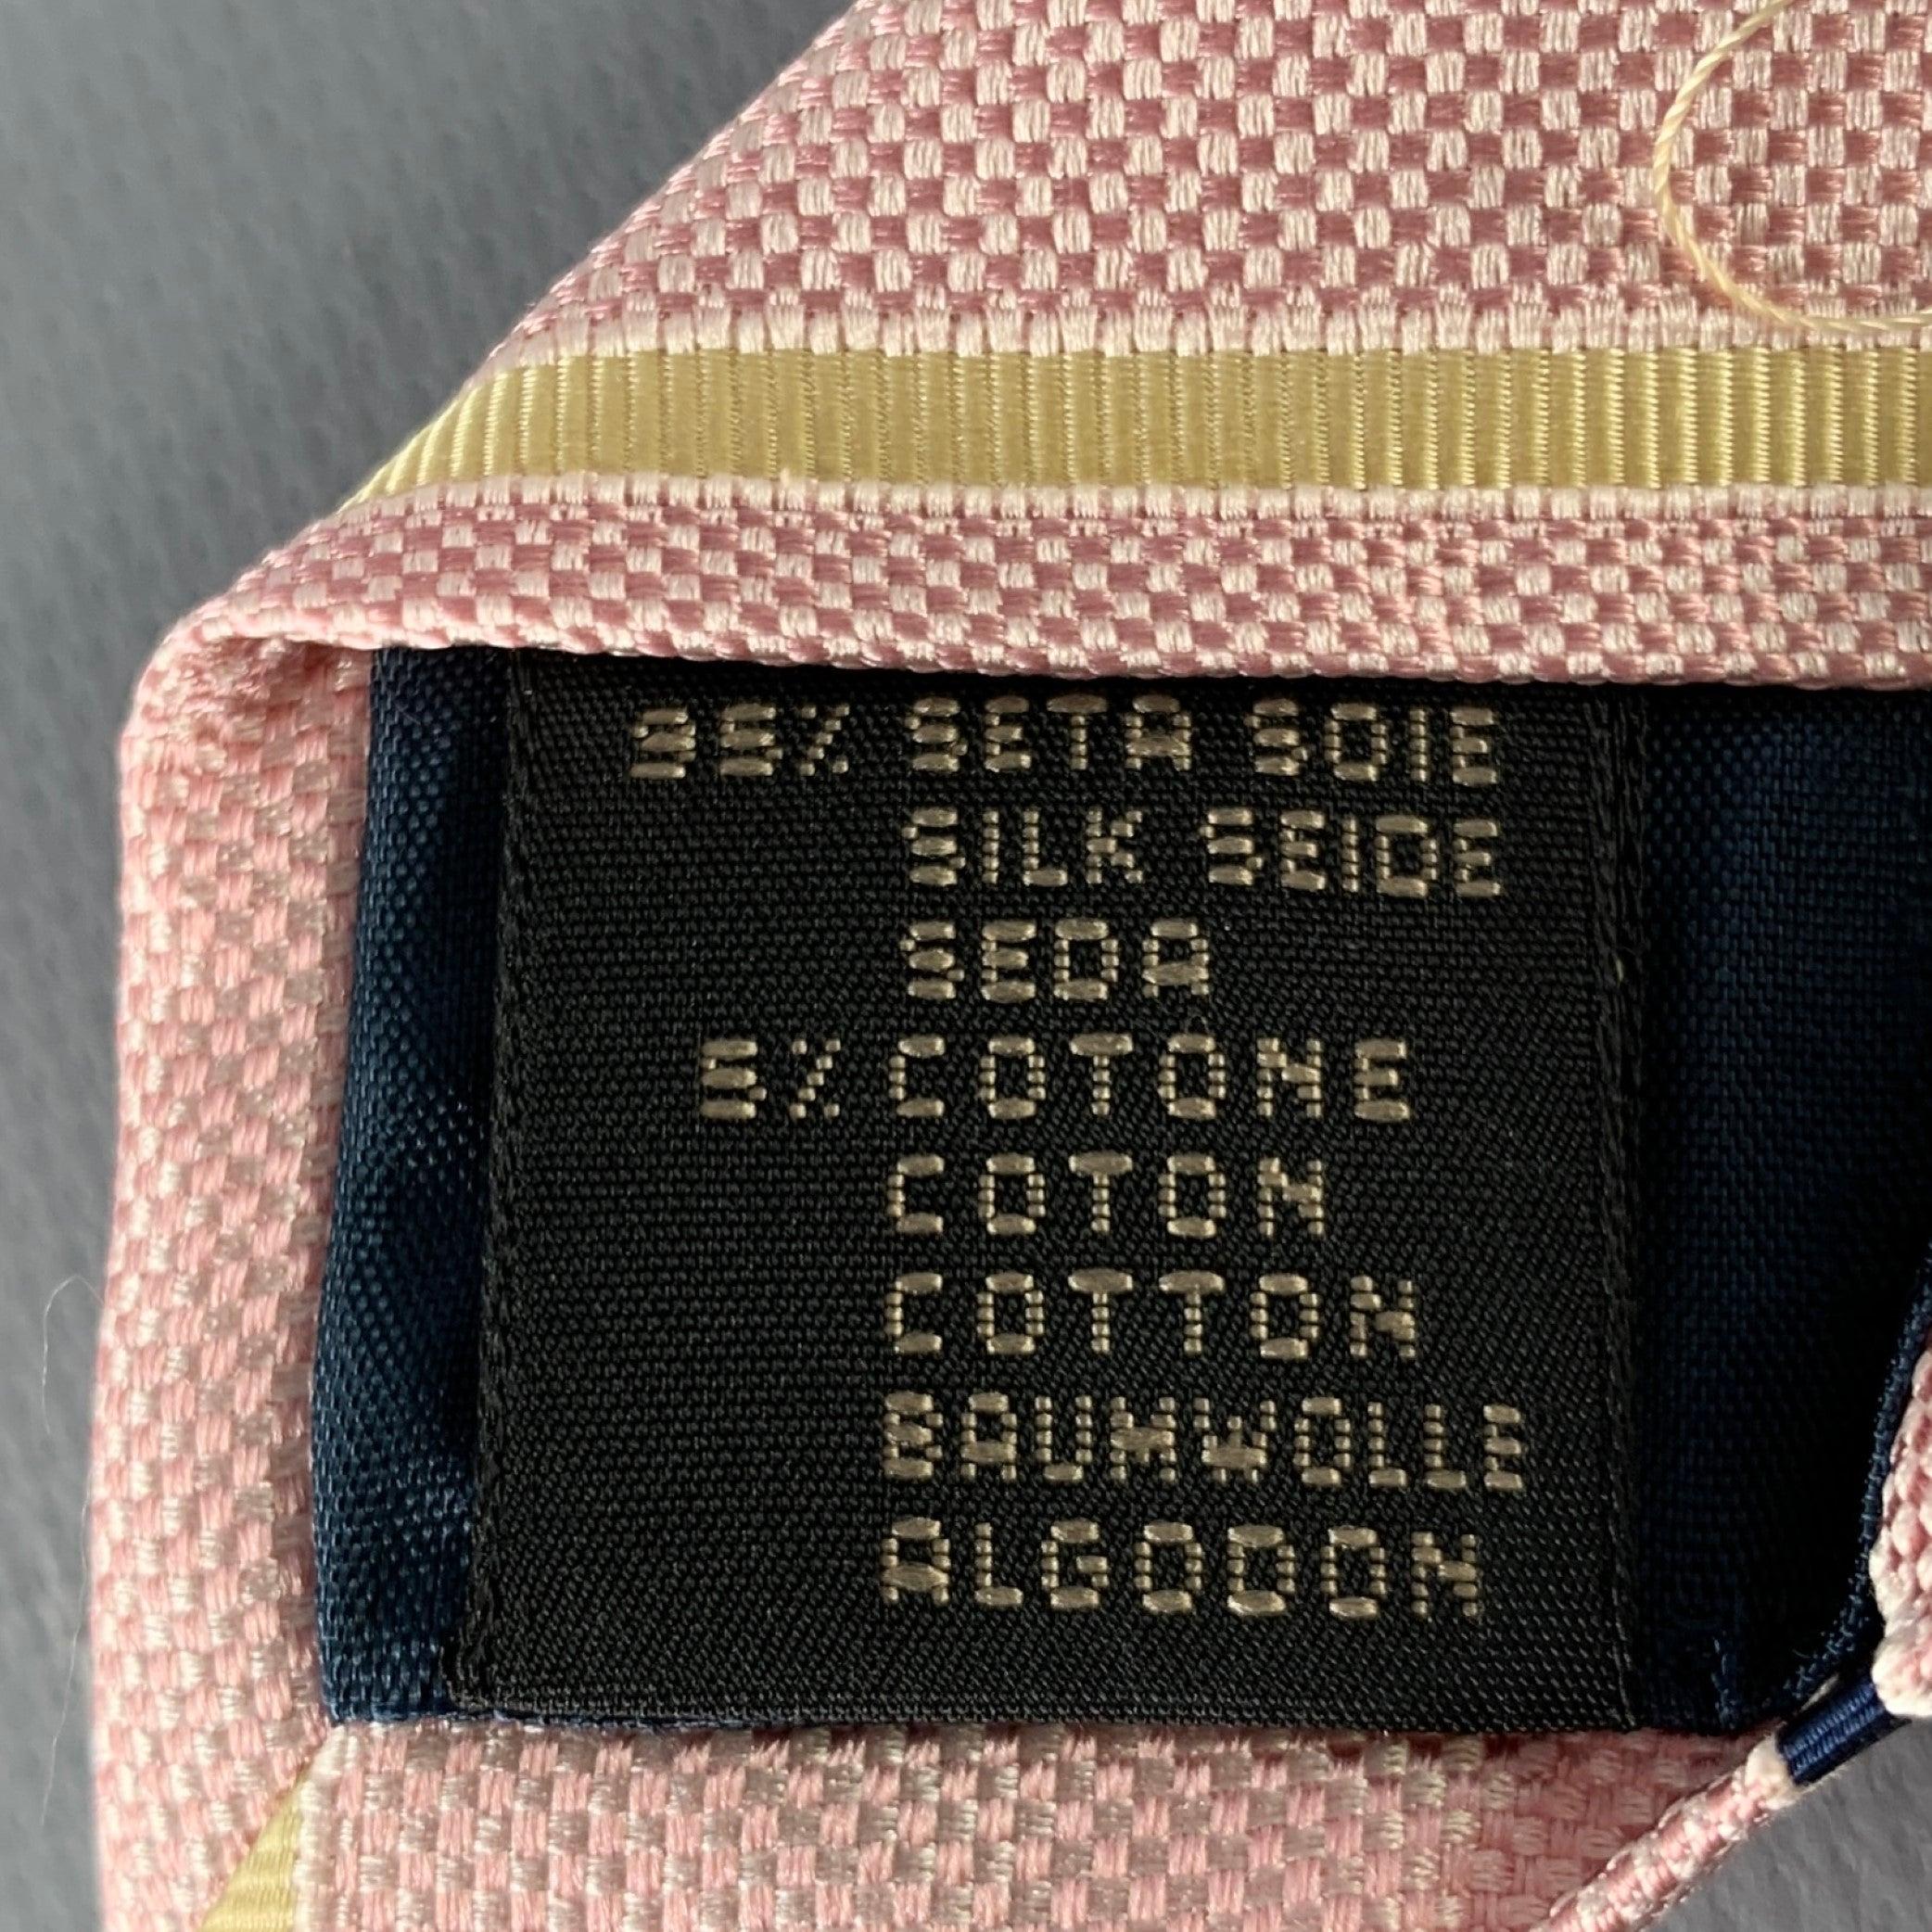 95% SETA SOIE
SILK SEIDE
SEDA
5% COTONE
COTON
COTTON
BAUMWOLLE
ALGODON